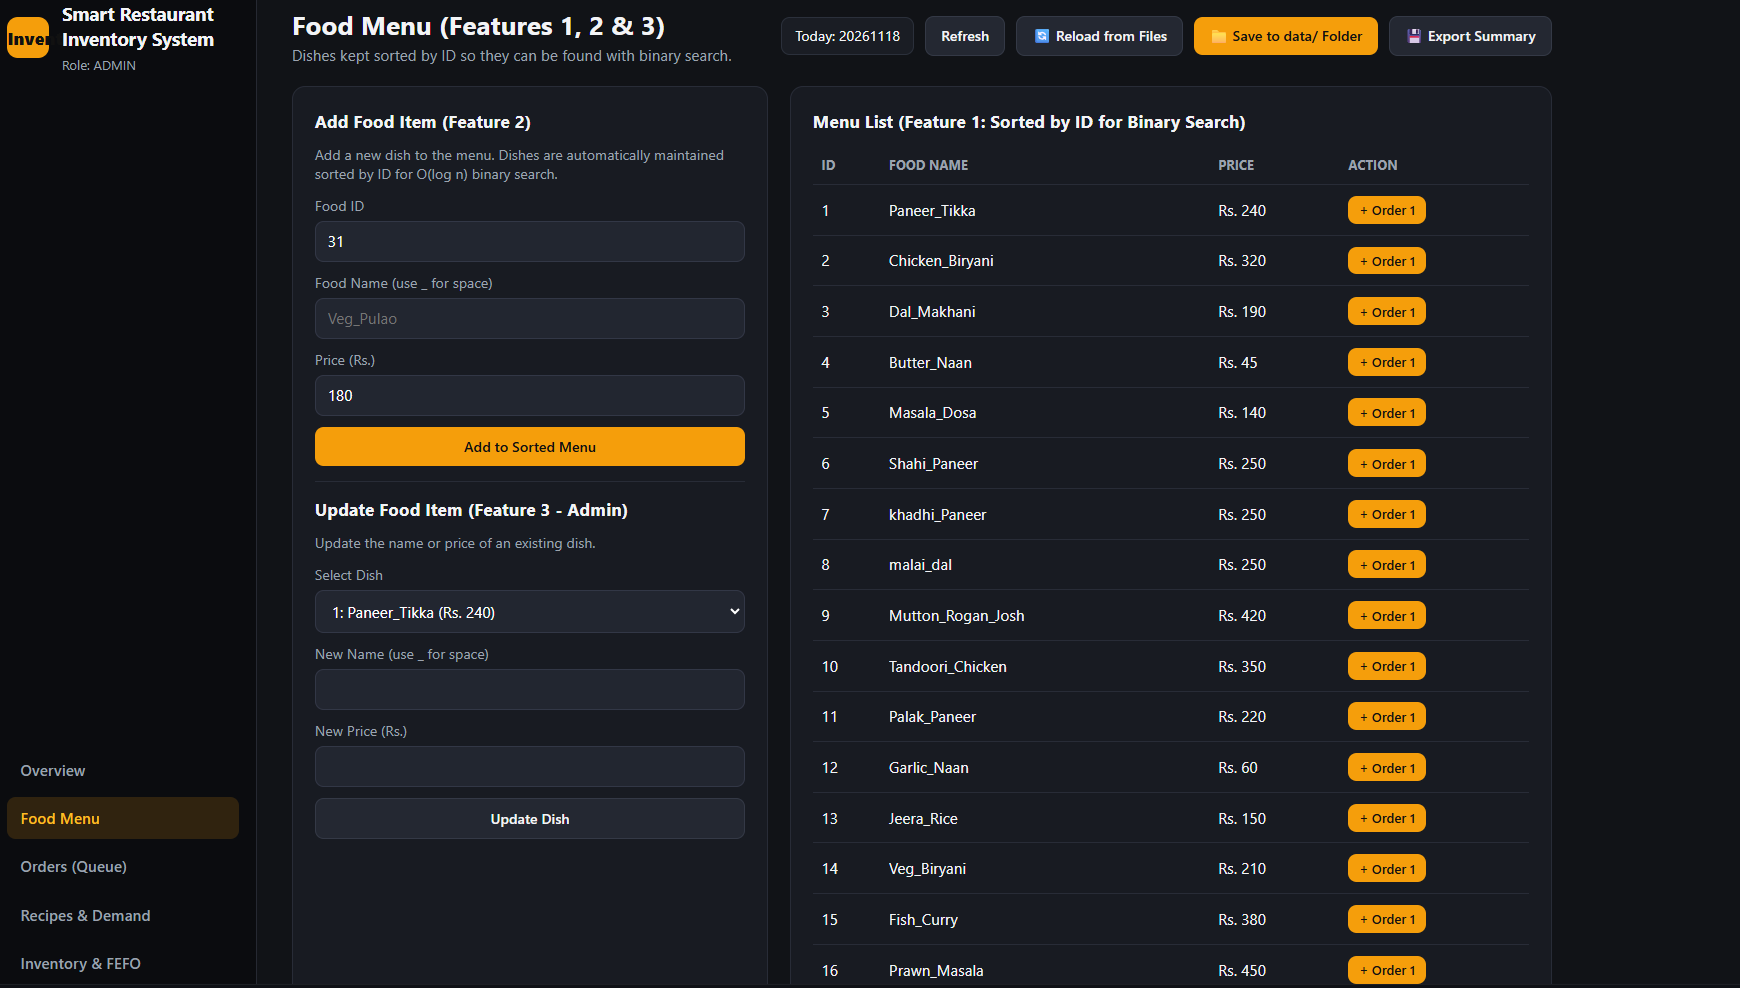 Inver
Smart Restaurant
Inventory System
Role: ADMIN
Overview
Food Menu
Orders (Queue)
Recipes & Demand
Inventory & FEFO
Food Menu (Features 1, 2 & 3)
Dishes kept sorted by ID so they can be found with binary search.
Today: 20261118
Refresh
Reload from Files
Save to data/ Folder
Export Summary
Add Food Item (Feature 2)
Add a new dish to the menu. Dishes are automatically maintained
sorted by ID for O(log n) binary search.
Food ID
31
Food Name (use _ for space)
Veg_Pulao
Price (Rs.)
180
Add to Sorted Menu
Update Food Item (Feature 3 - Admin)
Update the name or price of an existing dish.
Select Dish
1: Paneer_Tikka (Rs. 240)
New Name (use _ for space)
New Price (Rs.)
Update Dish
Menu List (Feature 1: Sorted by ID for Binary Search)
ID FOOD NAME PRICE ACTION
1 Paneer_Tikka Rs. 240 + Order 1
2 Chicken_Biryani Rs. 320 + Order 1
3 Dal_Makhani Rs. 190 + Order 1
4 Butter_Naan Rs. 45 + Order 1
5 Masala_Dosa Rs. 140 + Order 1
6 Shahi_Paneer Rs. 250 + Order 1
7 khadhi_Paneer Rs. 250 + Order 1
8 malai_dal Rs. 250 + Order 1
9 Mutton_Rogan_Josh Rs. 420 + Order 1
10 Tandoori_Chicken Rs. 350 + Order 1
11 Palak_Paneer Rs. 220 + Order 1
12 Garlic_Naan Rs. 60 + Order 1
13 Jeera_Rice Rs. 150 + Order 1
14 Veg_Biryani Rs. 210 + Order 1
15 Fish_Curry Rs. 380 + Order 1
16 Prawn_Masala Rs. 450 + Order 1